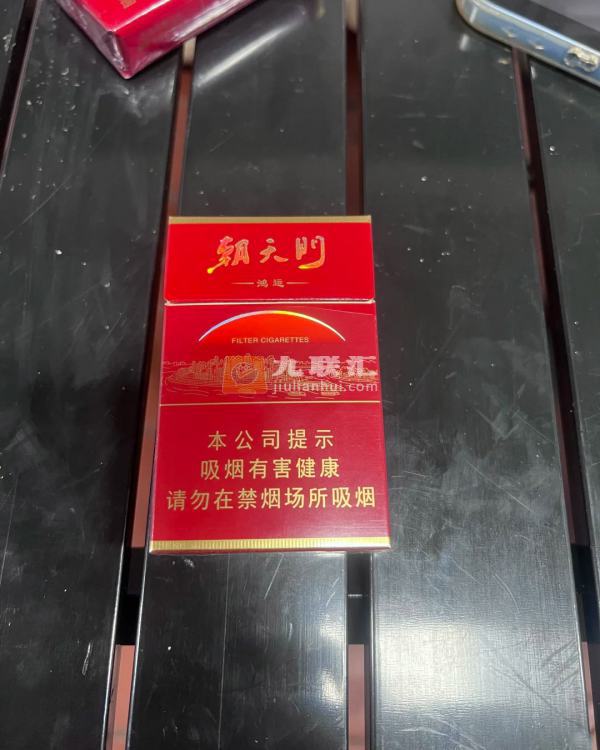 朝天門
鸿运
FILTER CIGARETTES
九联汇
jiulianhui.com
本公司提示
吸烟有害健康
请勿在禁烟场所吸烟